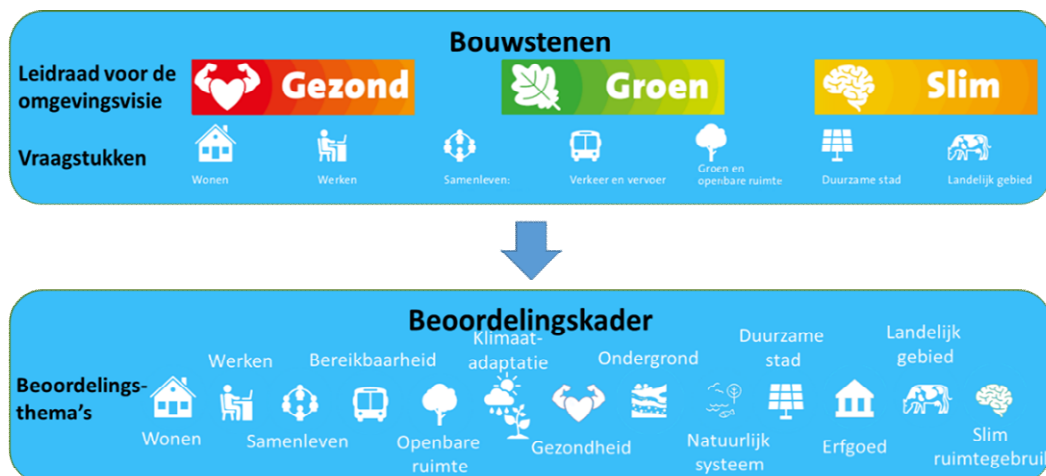 Bouwstenen
Leidraad voor de
omgevingsvisie
Gezond
Groen
Slim
Vraagstukken
Wonen
Werken
Samenleven:
Verkeer en vervoer
Groen en
openbare ruimte
Duurzame stad
Landelijk gebied
Beoordelingskader
Beoordelings-
thema's
Wonen
Werken
Samenleven
Bereikbaarheid
Openbare
ruimte
Klimaat-
adaptatie
Gezondheid
Ondergrond
Natuurlijk
systeem
Duurzame
stad
Erfgoed
Landelijk
gebied
Slim
ruimtegebruik